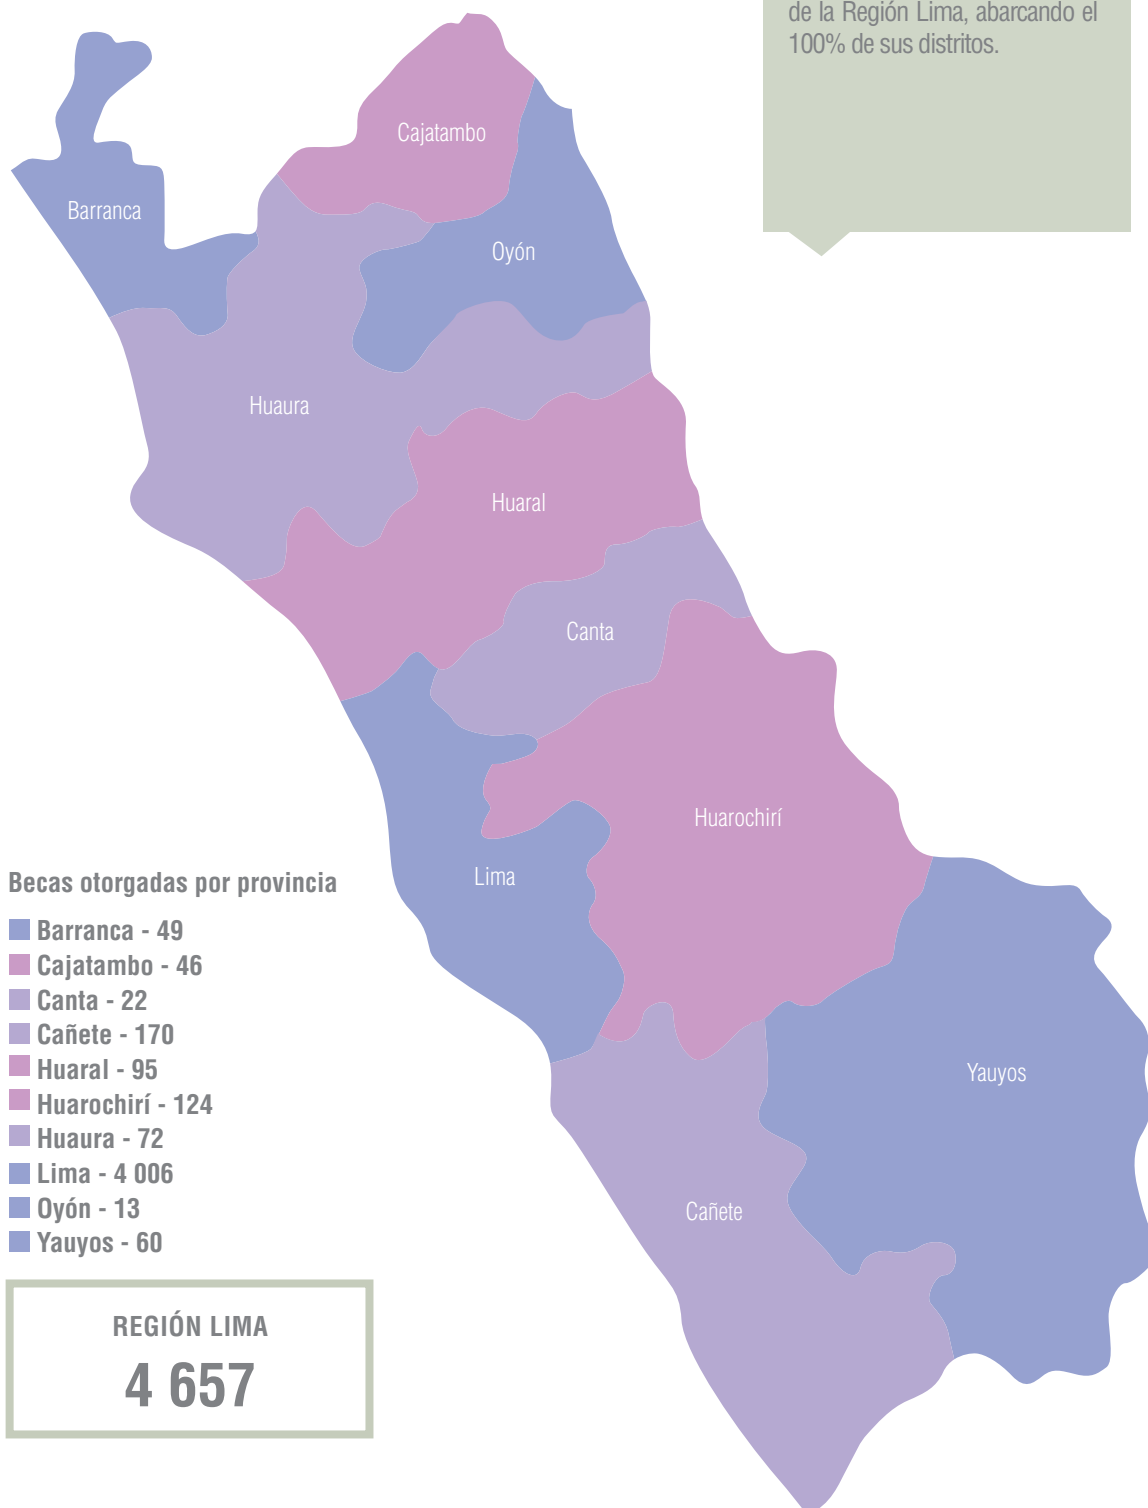 de la Región Lima, abarcando el
100% de sus distritos.
Cajatambo
Barranca
Oyón
Huaura
Huaral
Canta
Huarochirí
Lima
Yauyos
Cañete
Becas otorgadas por provincia
Barranca - 49
Cajatambo - 46
Canta - 22
Cañete - 170
Huaral - 95
Huarochirí - 124
Huaura - 72
Lima - 4 006
Oyón - 13
Yauyos - 60
REGIÓN LIMA
4 657